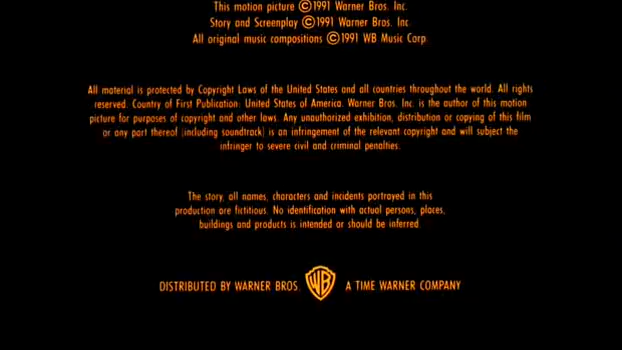 This motion picture ©1991 Warner Bros. Inc.
Story and Screenplay ©1991 Warner Bros. Inc.
All original music compositions ©1991 WB Music Corp.
All material is protected by Copyright Laws of the United States and all countries throughout the world. All rights
reserved. Country of First Publication: United States of America. Warner Bros. Inc. is the author of this motion
picture for purposes of copyright and other laws. Any unauthorized exhibition, distribution or copying of this film
or any part thereof (including soundtrack) is an infringement of the relevant copyright and will subject the
infringer to severe civil and criminal penalties.
The story, all names, characters and incidents portrayed in this
production are fictitious. No identification with actual persons, places,
buildings and products is intended or should be inferred.
DISTRIBUTED BY WARNER BROS. WB A TIME WARNER COMPANY